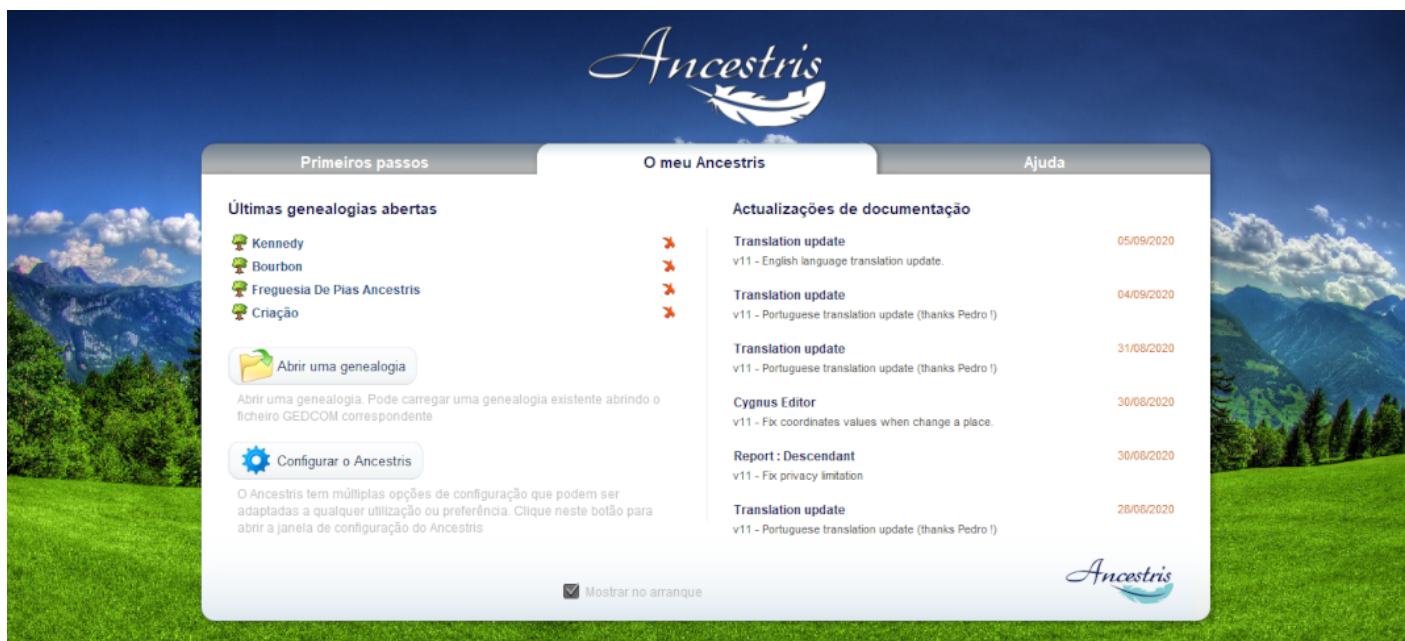 Ancestris
Primeiros passos
O meu Ancestris
Ajuda
Últimas genealogias abertas
Kennedy
Bourbon
Freguesia De Pias Ancestris
Criação
Abrir uma genealogia
Abrir uma genealogia. Pode carregar uma genealogia existente abrindo o
ficheiro GEDCOM correspondente
Configurar o Ancestris
O Ancestris tem múltiplas opções de configuração que podem ser
adaptadas a qualquer utilização ou preferência. Clique neste botão para
abrir a janela de configuração do Ancestris
Actualizações de documentação
Translation update 05/09/2020
v11 - English language translation update.
Translation update 04/09/2020
v11 - Portuguese translation update (thanks Pedro !)
Translation update 31/08/2020
v11 - Portuguese translation update (thanks Pedro !)
Cygnus Editor 30/08/2020
v11 - Fix coordinates values when change a place.
Report : Descendant 30/08/2020
v11 - Fix privacy limitation
Translation update 28/08/2020
v11 - Portuguese translation update (thanks Pedro !)
Mostrar no arranque
Ancestris